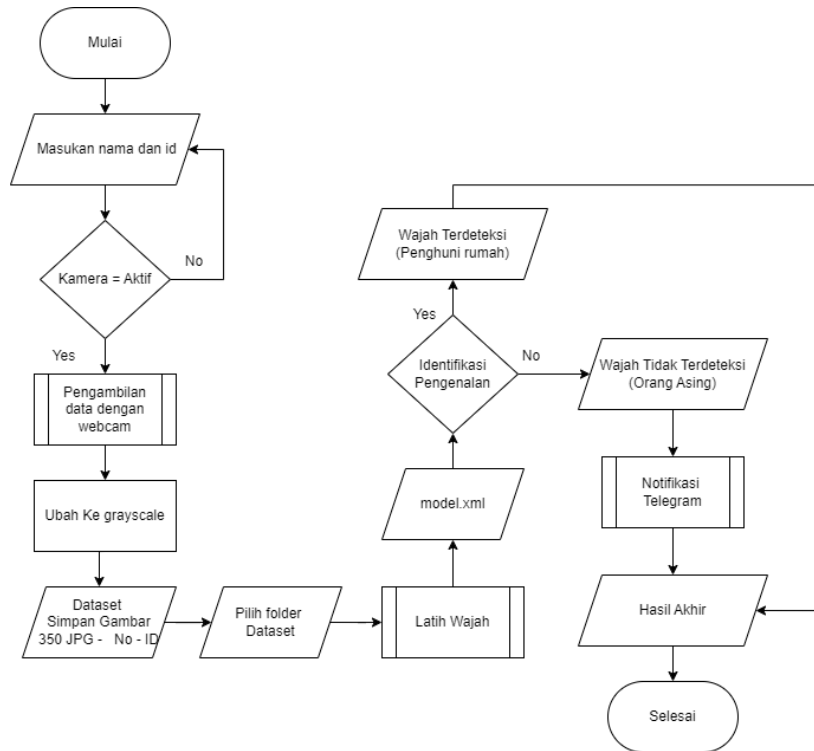 Mulai
Masukan nama dan id
Kamera = Aktif
No
Yes
Pengambilan
data dengan
webcam
Ubah Ke grayscale
Dataset
Simpan Gambar
350 JPG - No - ID
Pilih folder
Dataset
Latih Wajah
model.xml
Identifikasi
Pengenalan
Yes
Wajah Terdeteksi
(Penghuni rumah)
No
Wajah Tidak Terdeteksi
(Orang Asing)
Notifikasi
Telegram
Hasil Akhir
Selesai